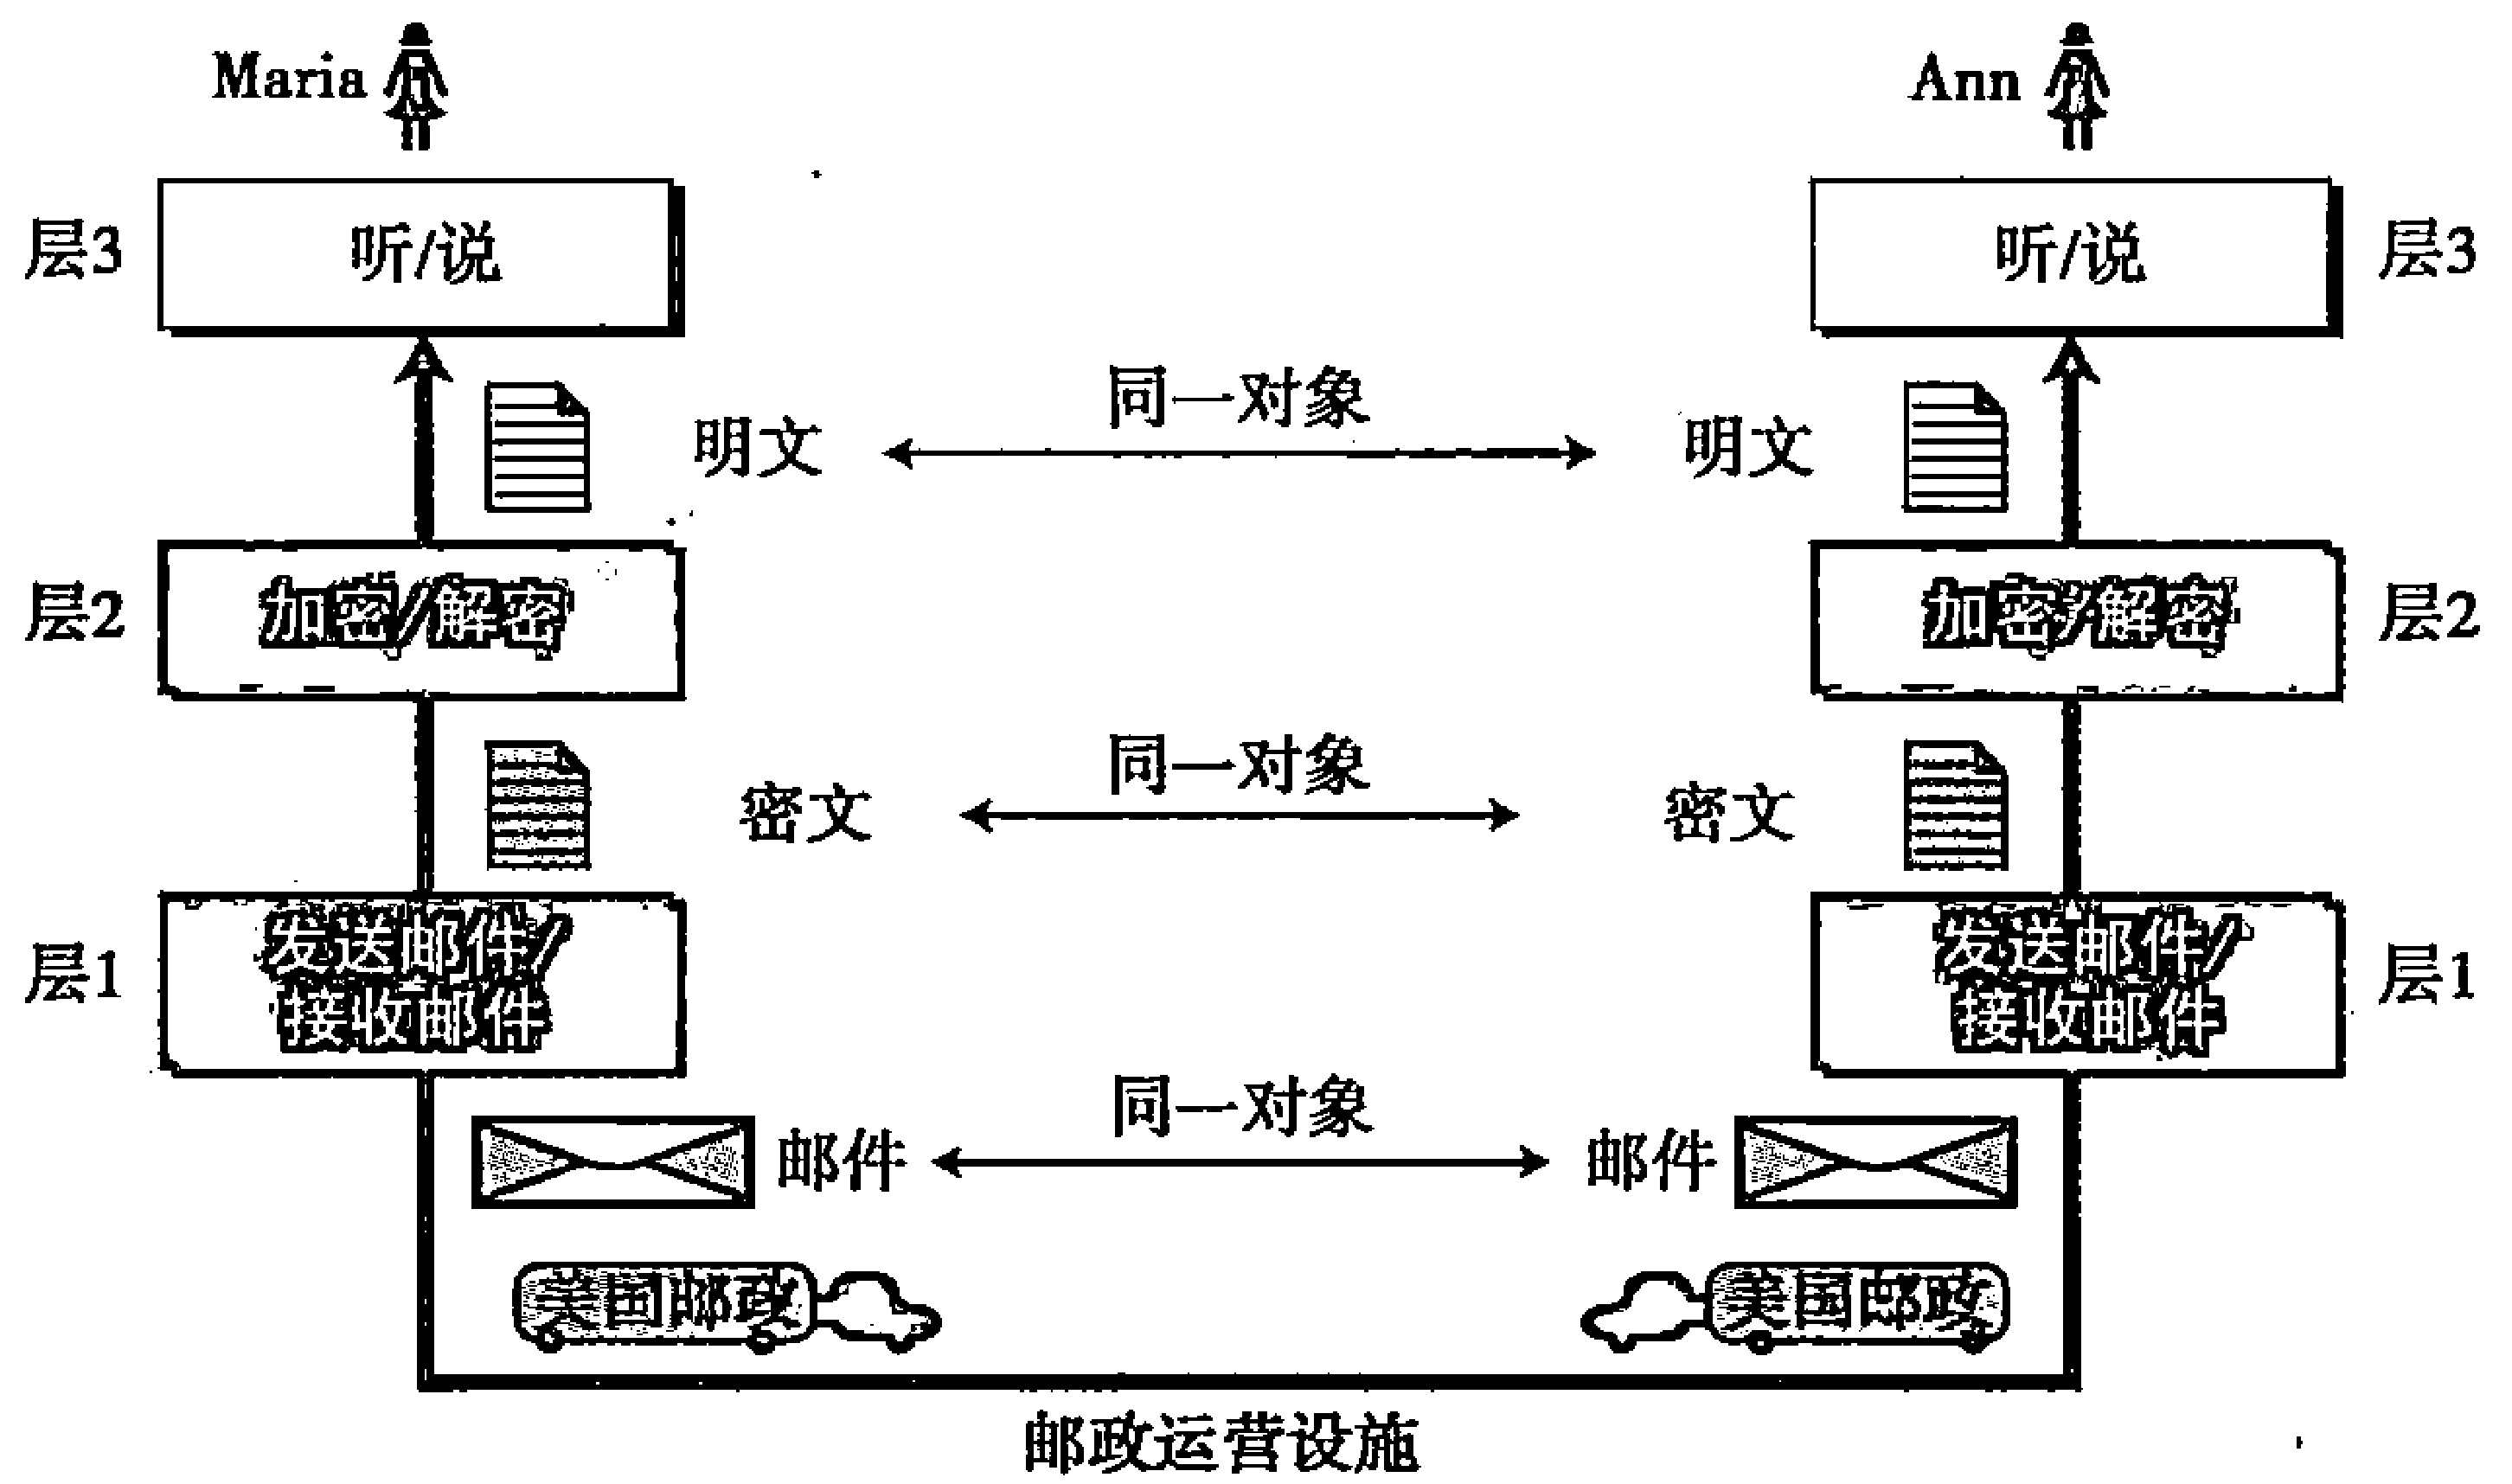 Maria
Ann
层3
听/说
听/说
层3
同一对象
明文
明文
层2
加密/解密
加密/解密
层2
同一对象
密文
密文
层1
发送邮件/
接收邮件
发送邮件/
接收邮件
层1
同一对象
邮件
邮件
美国邮政
美国邮政
邮政运营设施